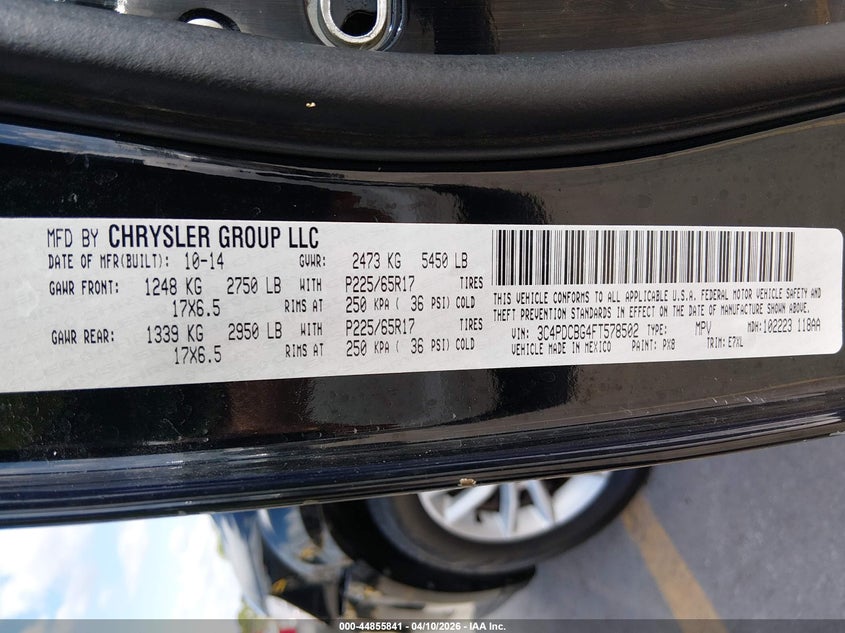 MFD BY CHRYSLER GROUP LLC
DATE OF MFR(BUILT): 10-14 GVWR: 2473 KG 5450 LB
GAWR FRONT: 1248 KG 2750 LB WITH P225/65R17 TIRES
17X6.5 RIMS AT 250 KPA ( 36 PSI) COLD
GAWR REAR: 1339 KG 2950 LB WITH P225/65R17 TIRES
17X6.5 RIMS AT 250 KPA ( 36 PSI) COLD
THIS VEHICLE CONFORMS TO ALL APPLICABLE U.S.A. FEDERAL MOTOR VEHICLE SAFETY AND
THEFT PREVENTION STANDARDS IN EFFECT ON THE DATE OF MANUFACTURE SHOWN ABOVE.
VIN: 3C4PDCBG4FT578502 TYPE: MPV MDH: 102223 118AA
VEHICLE MADE IN MEXICO PAINT: PX8 TRIM: E7XL
000-44855841 - 04/10/2026 - IAA Inc.